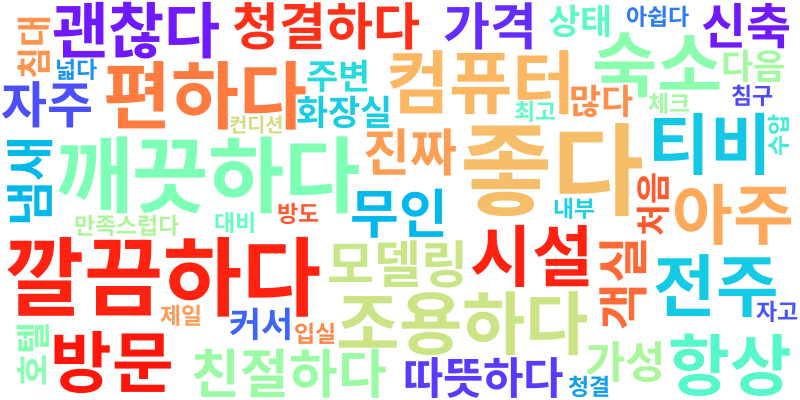 침대
괜찮다
청결하다
가격
상태
아쉽다
신축
넓다
편하다
주변
컴퓨터
숙소
다음
자주
화장실
많다
체크
침구
컨디션
최고
냄새
깨끗하다
진짜
좋다
티비
수압
만족스럽다
대비
방도
무인
내부
처음
아주
깔끔하다
모델링
시설
객실
전주
자고
제일
커서
입실
조용하다
호텔
방문
친절하다
따뜻하다
청결
가성
항상